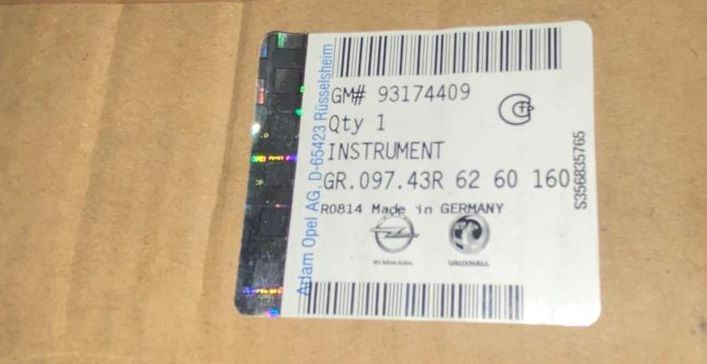 Adam Opel AG, D-65423 Rüsselsheim
GM# 93174409
Qty 1
INSTRUMENT
GR.097.43R 62 60 160
R0814 Made in GERMANY
VAUXHALL
S356835765